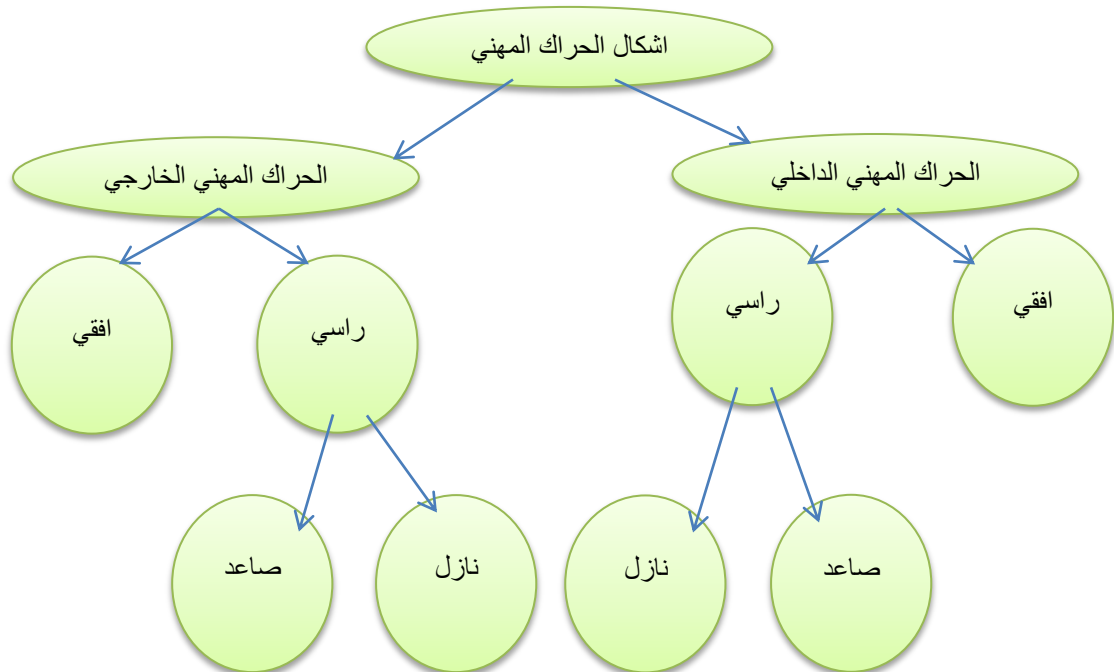 اشكال الحراك المهني
الحراك المهني الداخلي
الحراك المهني الخارجي
افقي
راسي
راسي
افقي
صاعد
نازل
نازل
صاعد